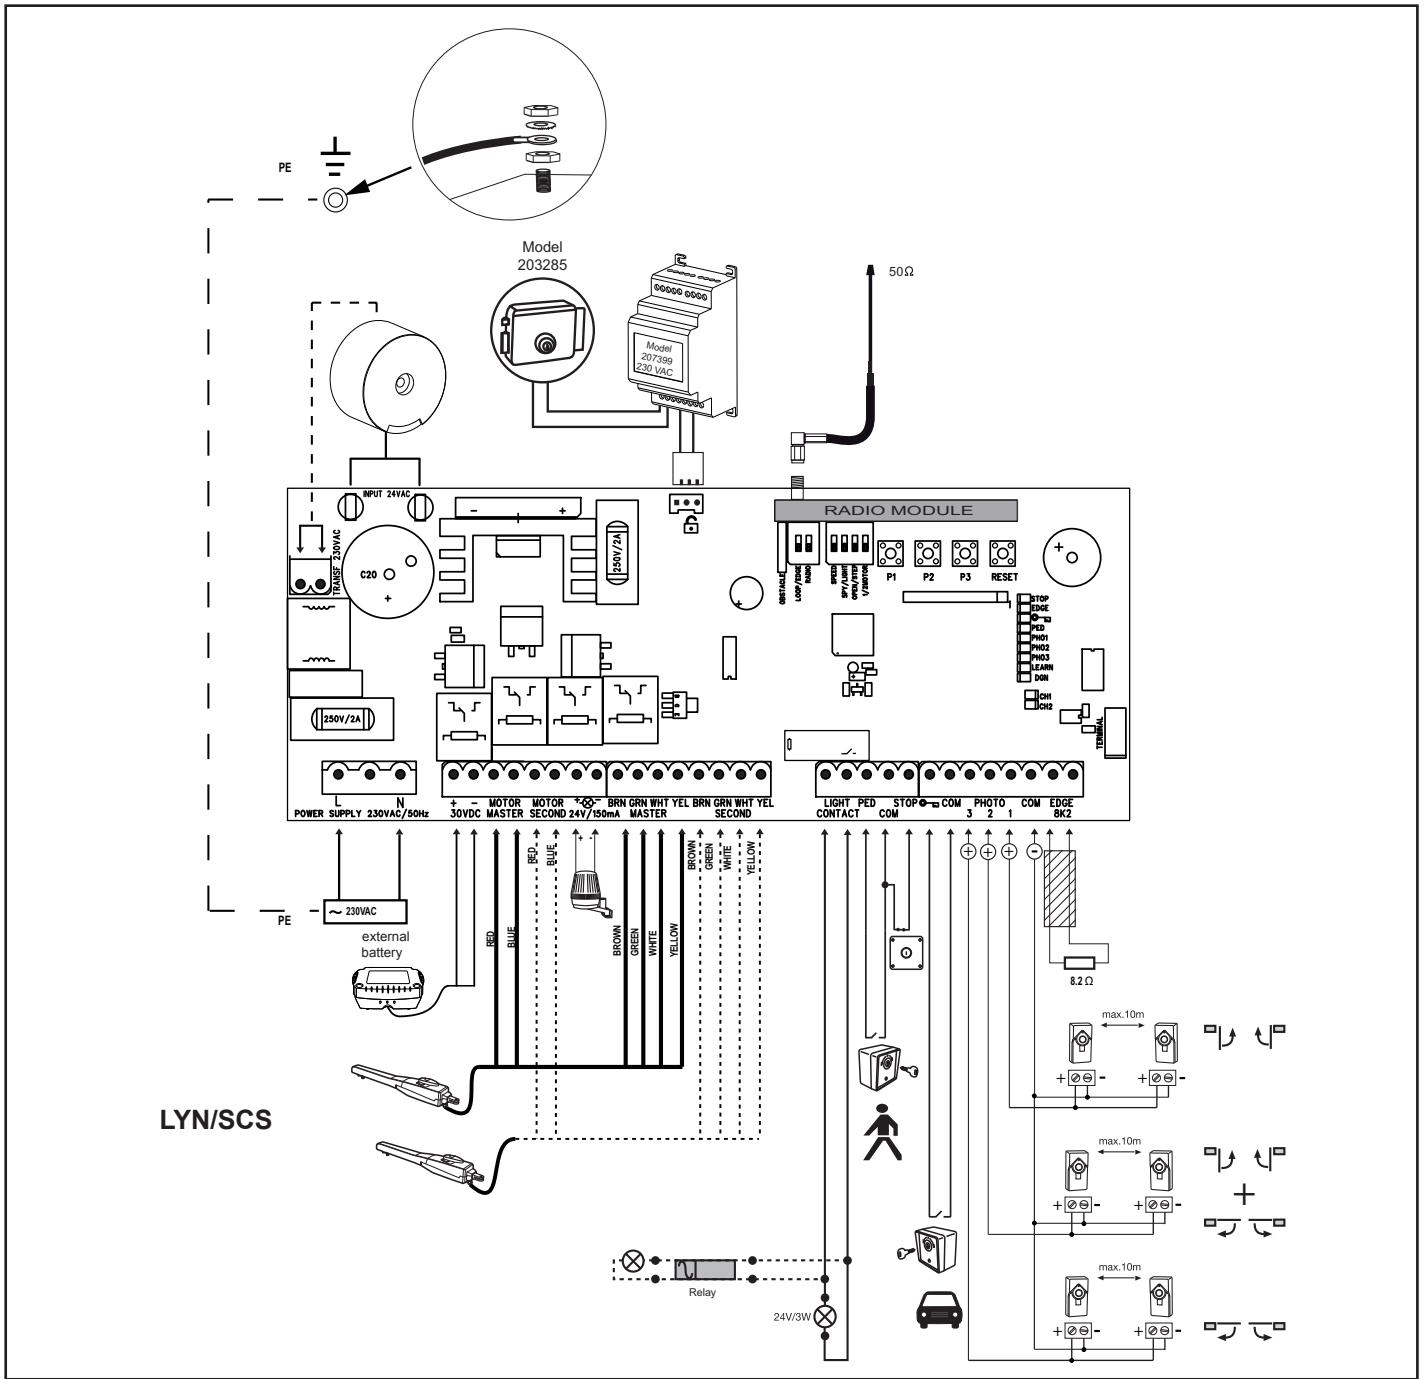 PE
Model
203285
Model
207399
230 VAC
50Ω
INPUT 24VAC
RADIO MODULE
TRANSF 230VAC
C20
+
-
+
250V/2A
+
OBSTACLE
LOOP/EDGE
RADIO
SPEED
SPY/LIGHT
OPER/STEP
1/2MOTOR
P1
P2
P3
RESET
+
STOP
EDGE
PED
PHO1
PHO2
PHO3
LEARN
DGN
CH1
CH2
TERMINAL
250V/2A
L N
POWER SUPPLY 230VAC/50Hz
+ - MOTOR MOTOR + - BRN GRN WHT YEL BRN GRN WHT YEL
30VDC MASTER SECOND 24V/150mA MASTER SECOND
LIGHT PED STOP COM PHOTO COM EDGE
CONTACT COM 3 2 1 8K2
RED
BLUE
+ -
BROWN
GREEN
WHITE
YELLOW
+ + + -
PE
~ 230VAC
external
battery
RED
BLUE
BROWN
GREEN
WHITE
YELLOW
8.2 Ω
max.10m
+ - + -
LYN/SCS
max.10m
+ - + -
+
Relay
24V/3W
max.10m
+ - + -